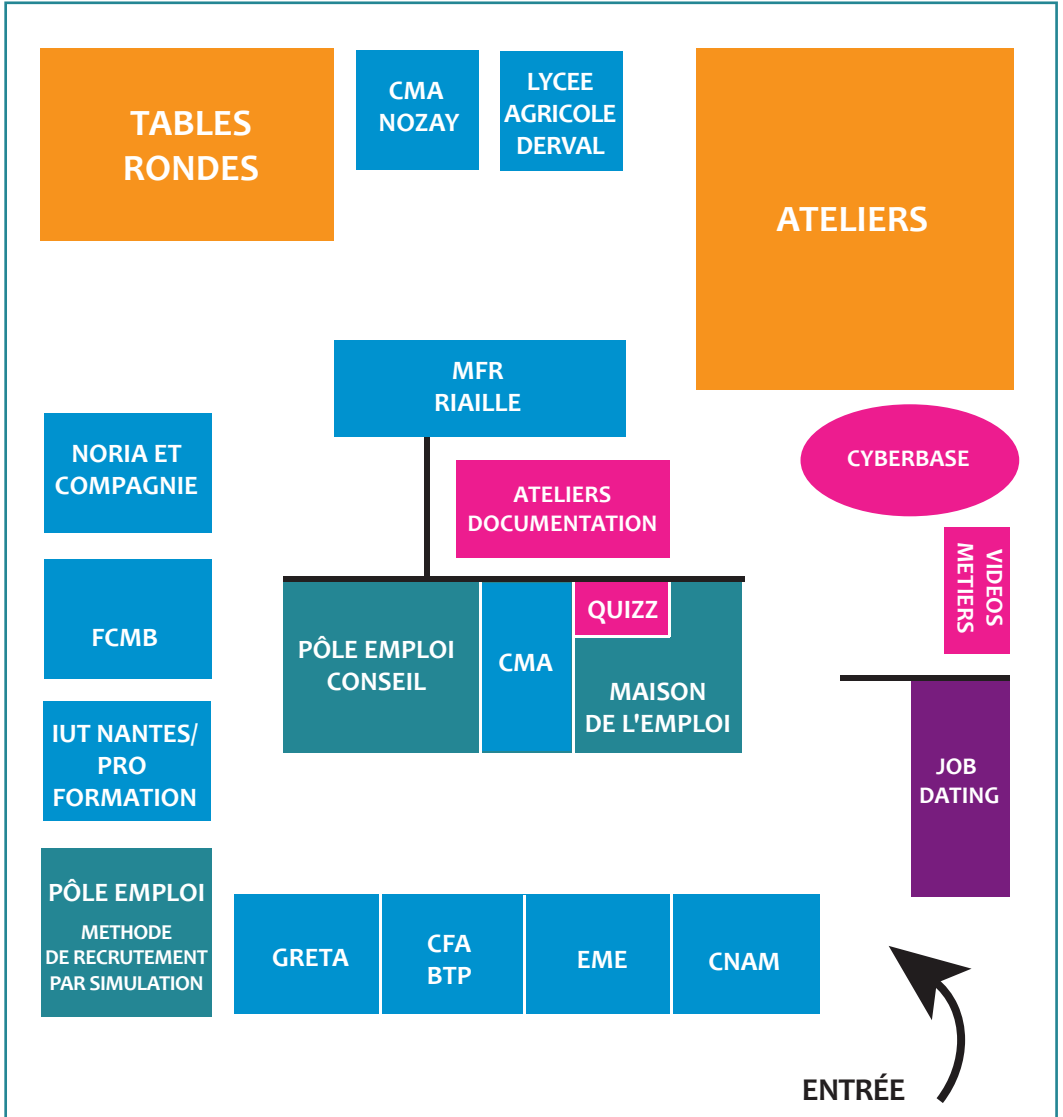 TABLES
RONDES
CMA
NOZAY
LYCEE
AGRICOLE
DERVAL
ATELIERS
MFR
RIAILLE
NORIA ET
COMPAGNIE
ATELIERS
DOCUMENTATION
CYBERBASE
VIDEOS
METIERS
FCMB
PÔLE EMPLOI
CONSEIL
CMA
QUIZZ
MAISON
DE L'EMPLOI
IUT NANTES/
PRO
FORMATION
JOB
DATING
PÔLE EMPLOI
METHODE
DE RECRUTEMENT
PAR SIMULATION
GRETA
CFA
BTP
EME
CNAM
ENTRÉE